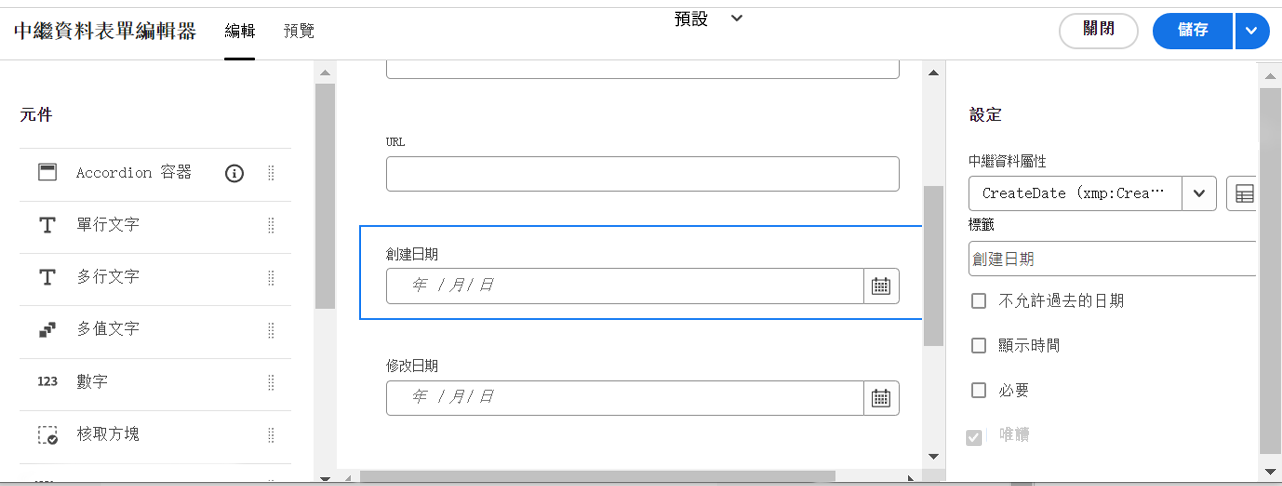 中繼資料表單編輯器
編輯
預覽
預設
關閉
儲存
元件
Accordion 容器
單行文字
多行文字
多值文字
123 數字
核取方塊
URL
創建日期
年 /月/日
修改日期
年 /月/日
設定
中繼資料屬性
CreateDate (xmp:Crea…
標籤
創建日期
不允許過去的日期
顯示時間
必要
唯讀